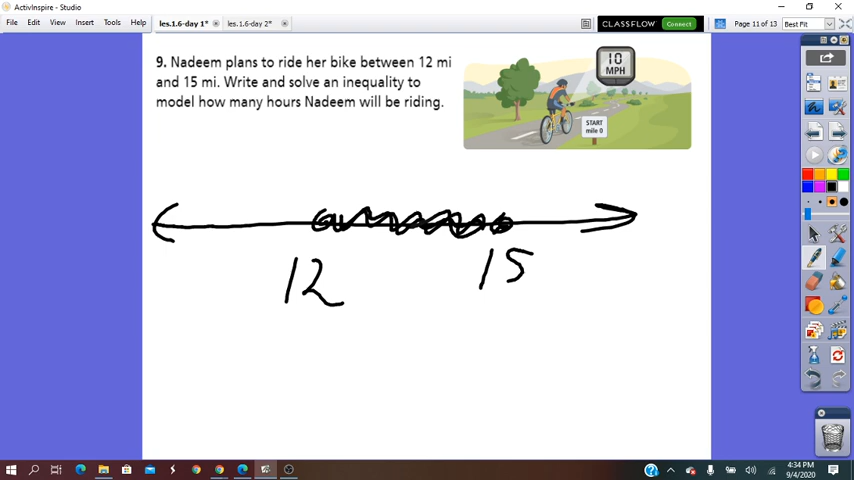 ActivInspire - Studio
File Edit View Insert Tools Help
les.1.6-day 1*
les.1.6-day 2*
CLASSFLOW
Connect
Page 11 of 13
Best Fit
9. Nadeem plans to ride her bike between 12 mi
and 15 mi. Write and solve an inequality to
model how many hours Nadeem will be riding.
10
MPH
START
mile 0
12
15
4:34 PM
9/4/2020